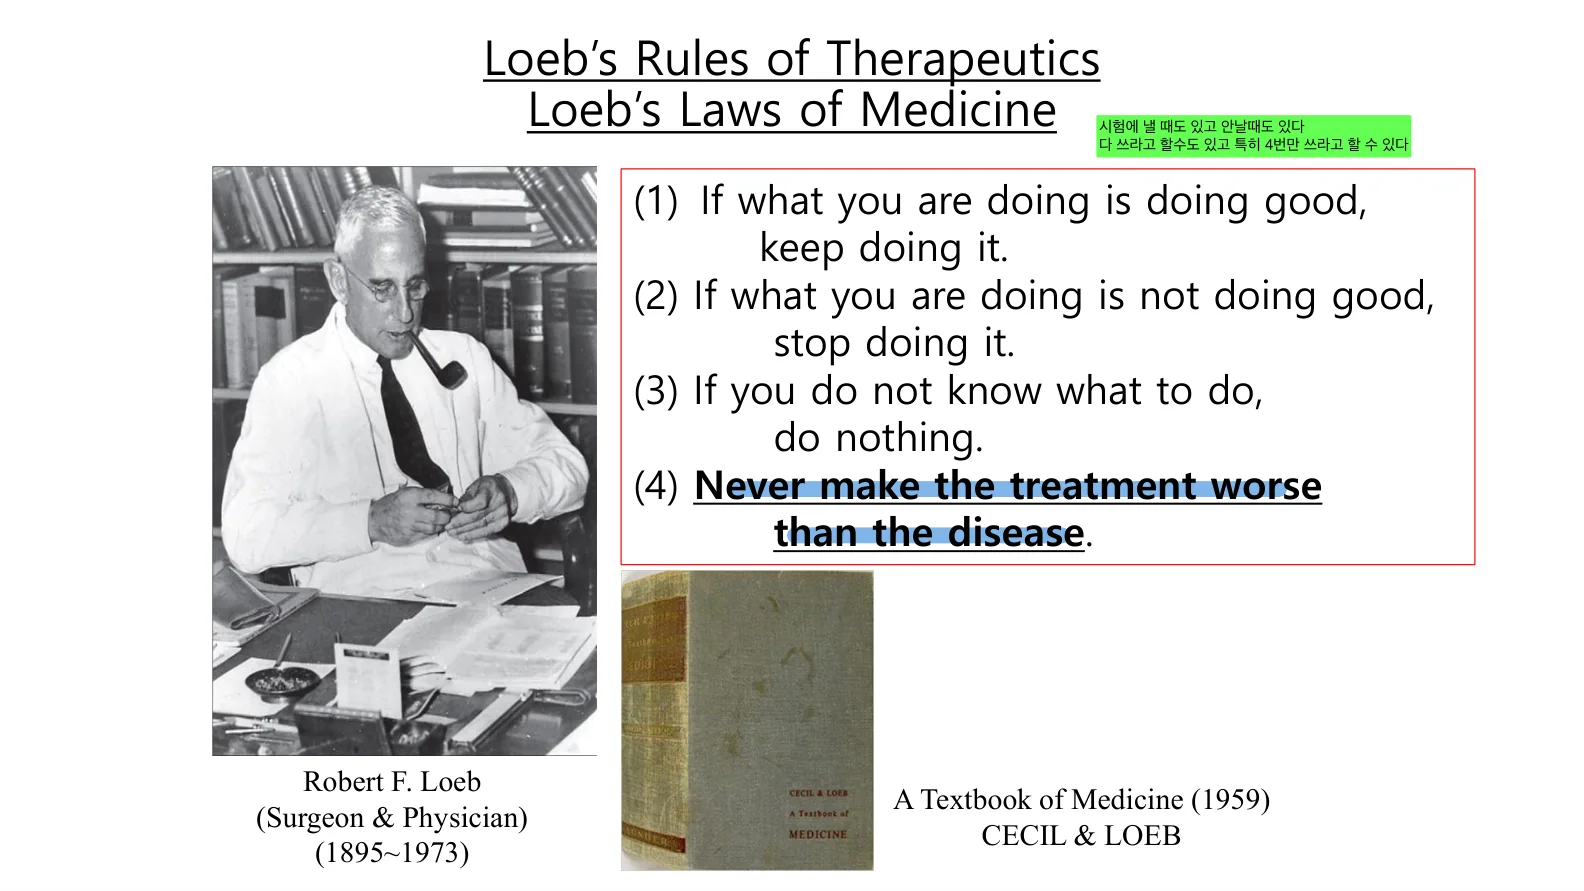 Loeb’s Rules of Therapeutics
Loeb’s Laws of Medicine
시험에 낼 때도 있고 안날때도 있다
다 쓰라고 할수도 있고 특히 4번만 쓰라고 할 수 있다
(1) If what you are doing is doing good,
keep doing it.
(2) If what you are doing is not doing good,
stop doing it.
(3) If you do not know what to do,
do nothing.
(4) Never make the treatment worse
than the disease.
CECIL & LOEB
A Textbook of
MEDICINE
Robert F. Loeb
(Surgeon & Physician)
(1895~1973)
A Textbook of Medicine (1959)
CECIL & LOEB